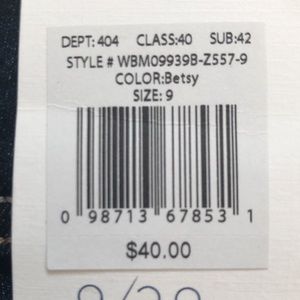 DEPT: 404 CLASS:40 SUB:42
STYLE # WBM09939B-Z557-9
COLOR:Betsy
SIZE: 9
0 98713 67853 1
$40.00